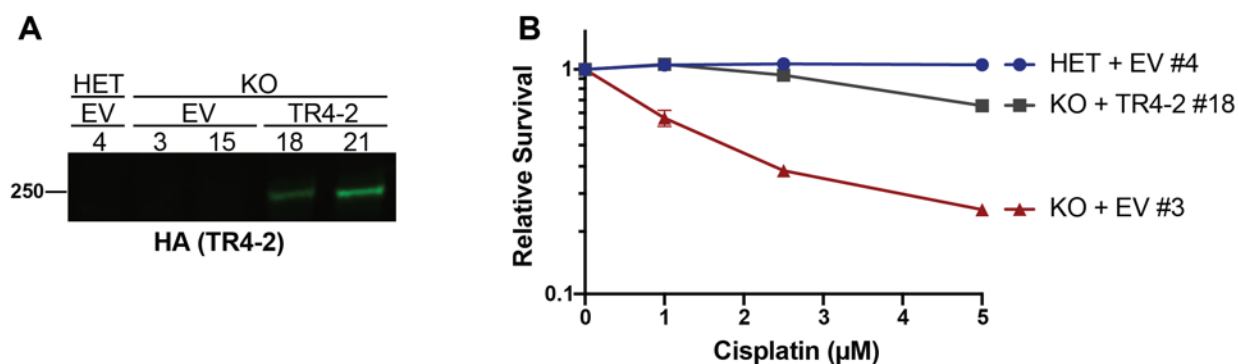 A
HET KO
EV EV TR4-2
4 3 15 18 21
250
HA (TR4-2)
B
Relative Survival
1
0.1
0 1 2 3 4 5
Cisplatin (μM)
HET + EV #4
KO + TR4-2 #18
KO + EV #3